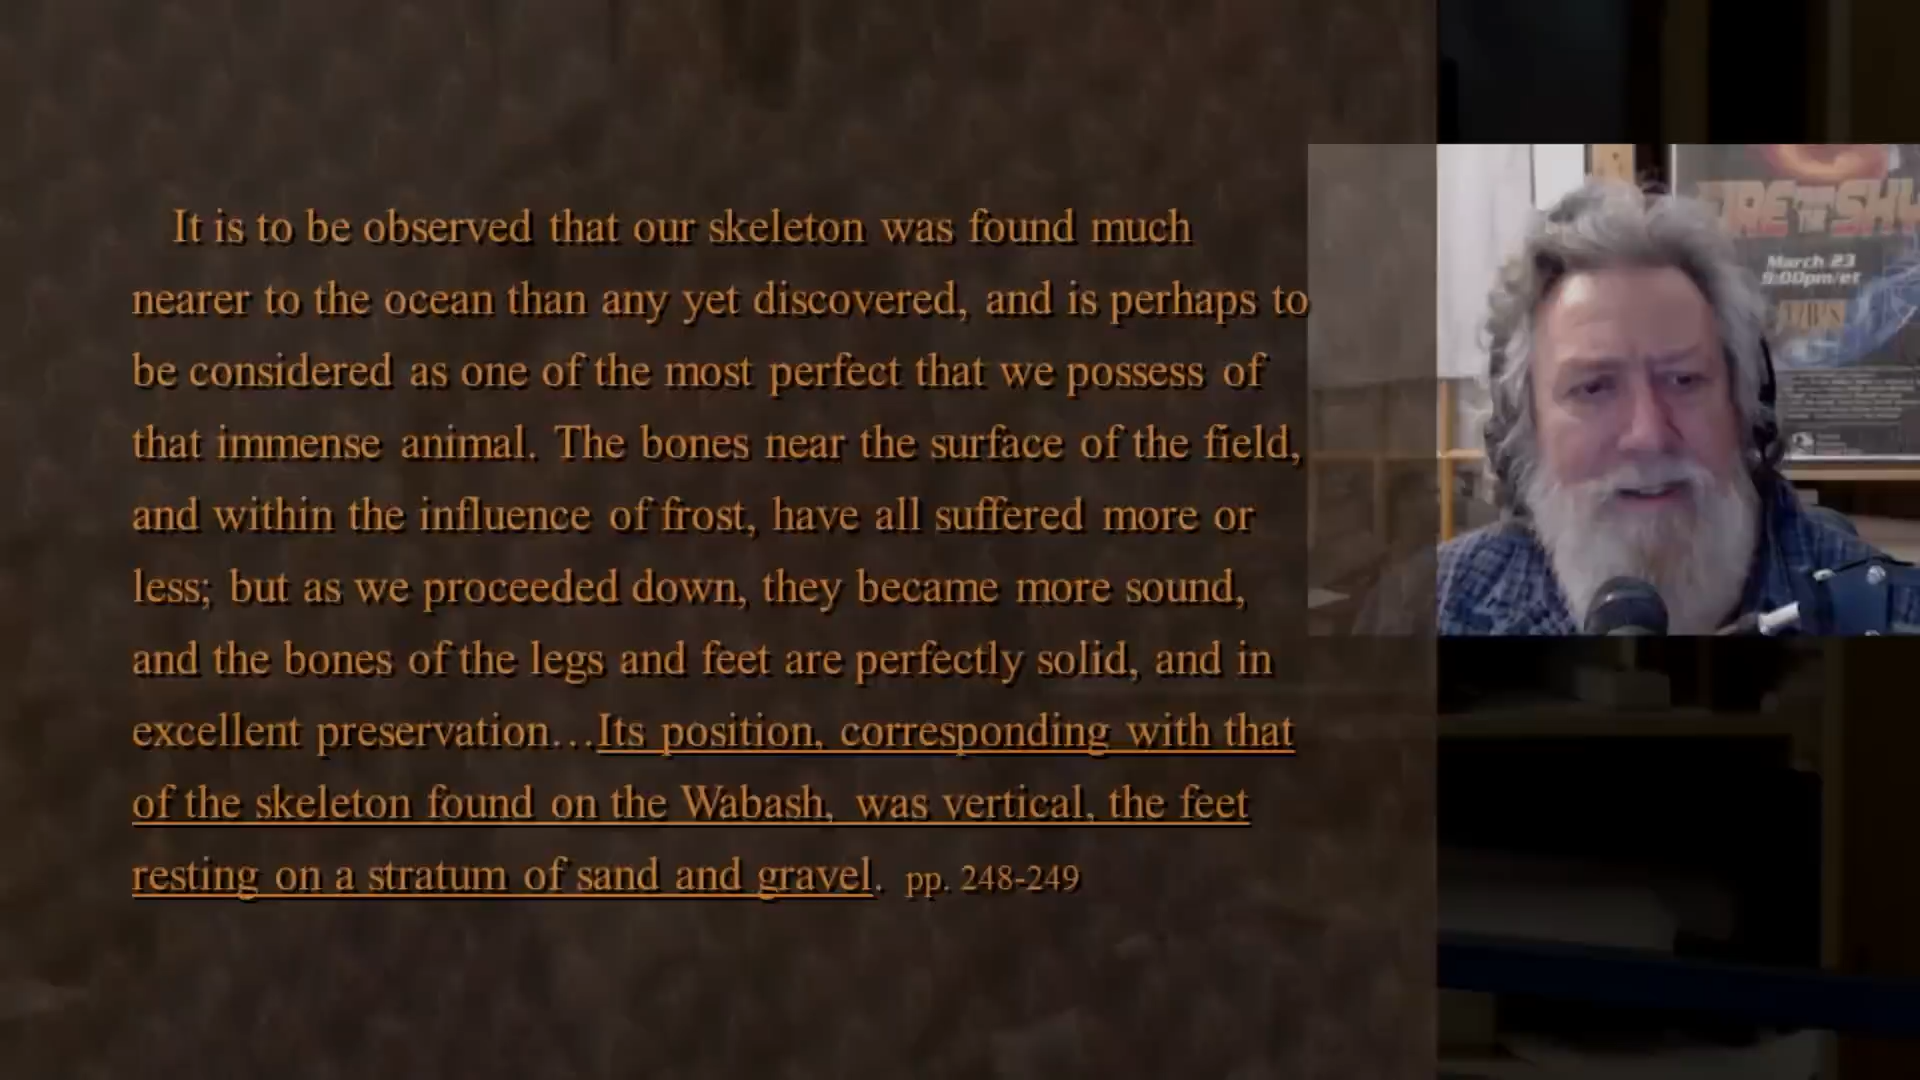 It is to be observed that our skeleton was found much
nearer to the ocean than any yet discovered, and is perhaps to
be considered as one of the most perfect that we possess of
that immense animal. The bones near the surface of the field,
and within the influence of frost, have all suffered more or
less; but as we proceeded down, they became more sound,
and the bones of the legs and feet are perfectly solid, and in
excellent preservation…Its position, corresponding with that
of the skeleton found on the Wabash, was vertical, the feet
resting on a stratum of sand and gravel. pp. 248-249
THE
March 23
9:00pm/et